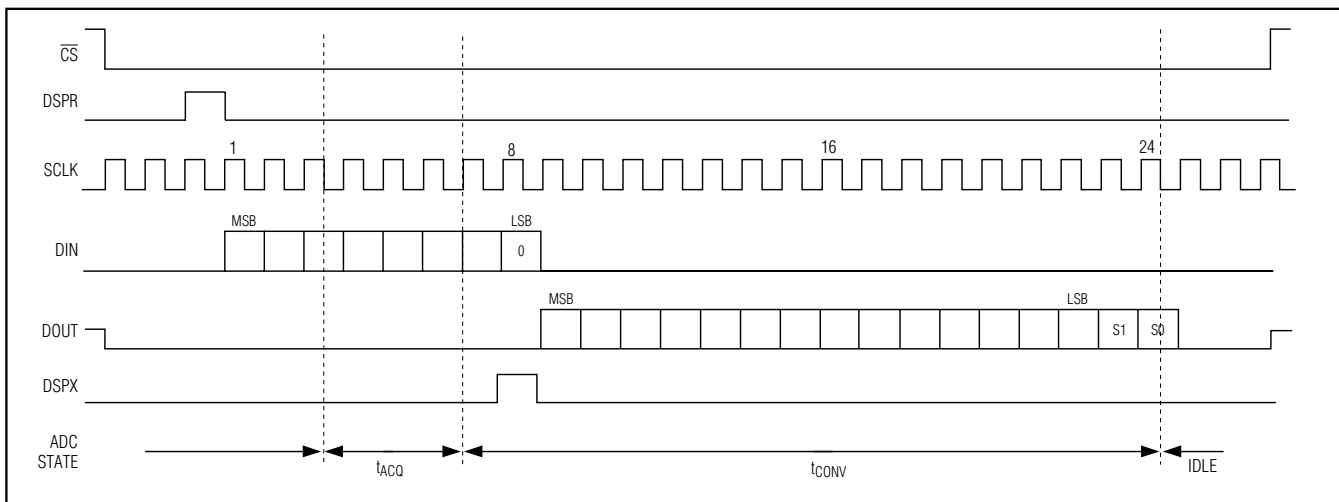 C̅S̅
DSPR
1 8 16 24
SCLK
MSB LSB
DIN 0
MSB LSB
DOUT S1 S0
DSPX
ADC
STATE
tACQ tCONV IDLE